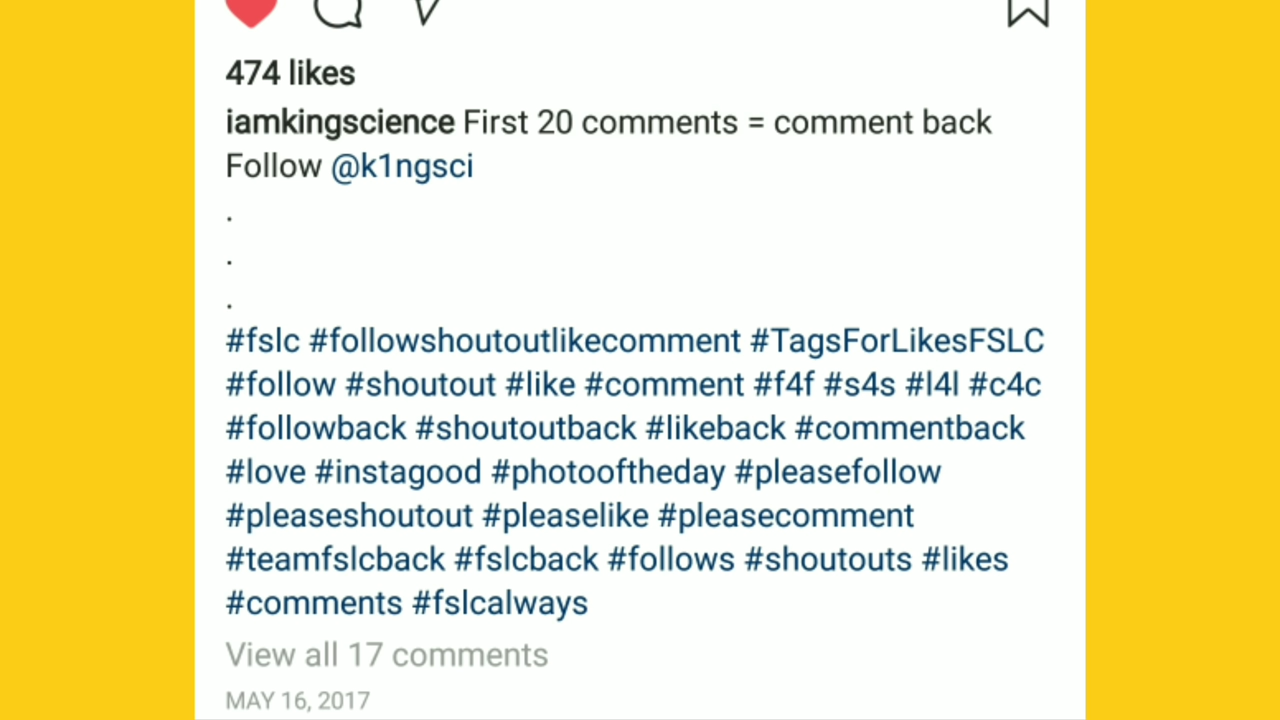 474 likes
iamkingscience First 20 comments = comment back
Follow @k1ngsci
.
.
.
#fslc #followshoutoutlikecomment #TagsForLikesFSLC
#follow #shoutout #like #comment #f4f #s4s #l4l #c4c
#followback #shoutoutback #likeback #commentback
#love #instagood #photooftheday #pleasefollow
#pleaseshoutout #pleaselike #pleasecomment
#teamfslcback #fslcback #follows #shoutouts #likes
#comments #fslcalways
View all 17 comments
MAY 16, 2017